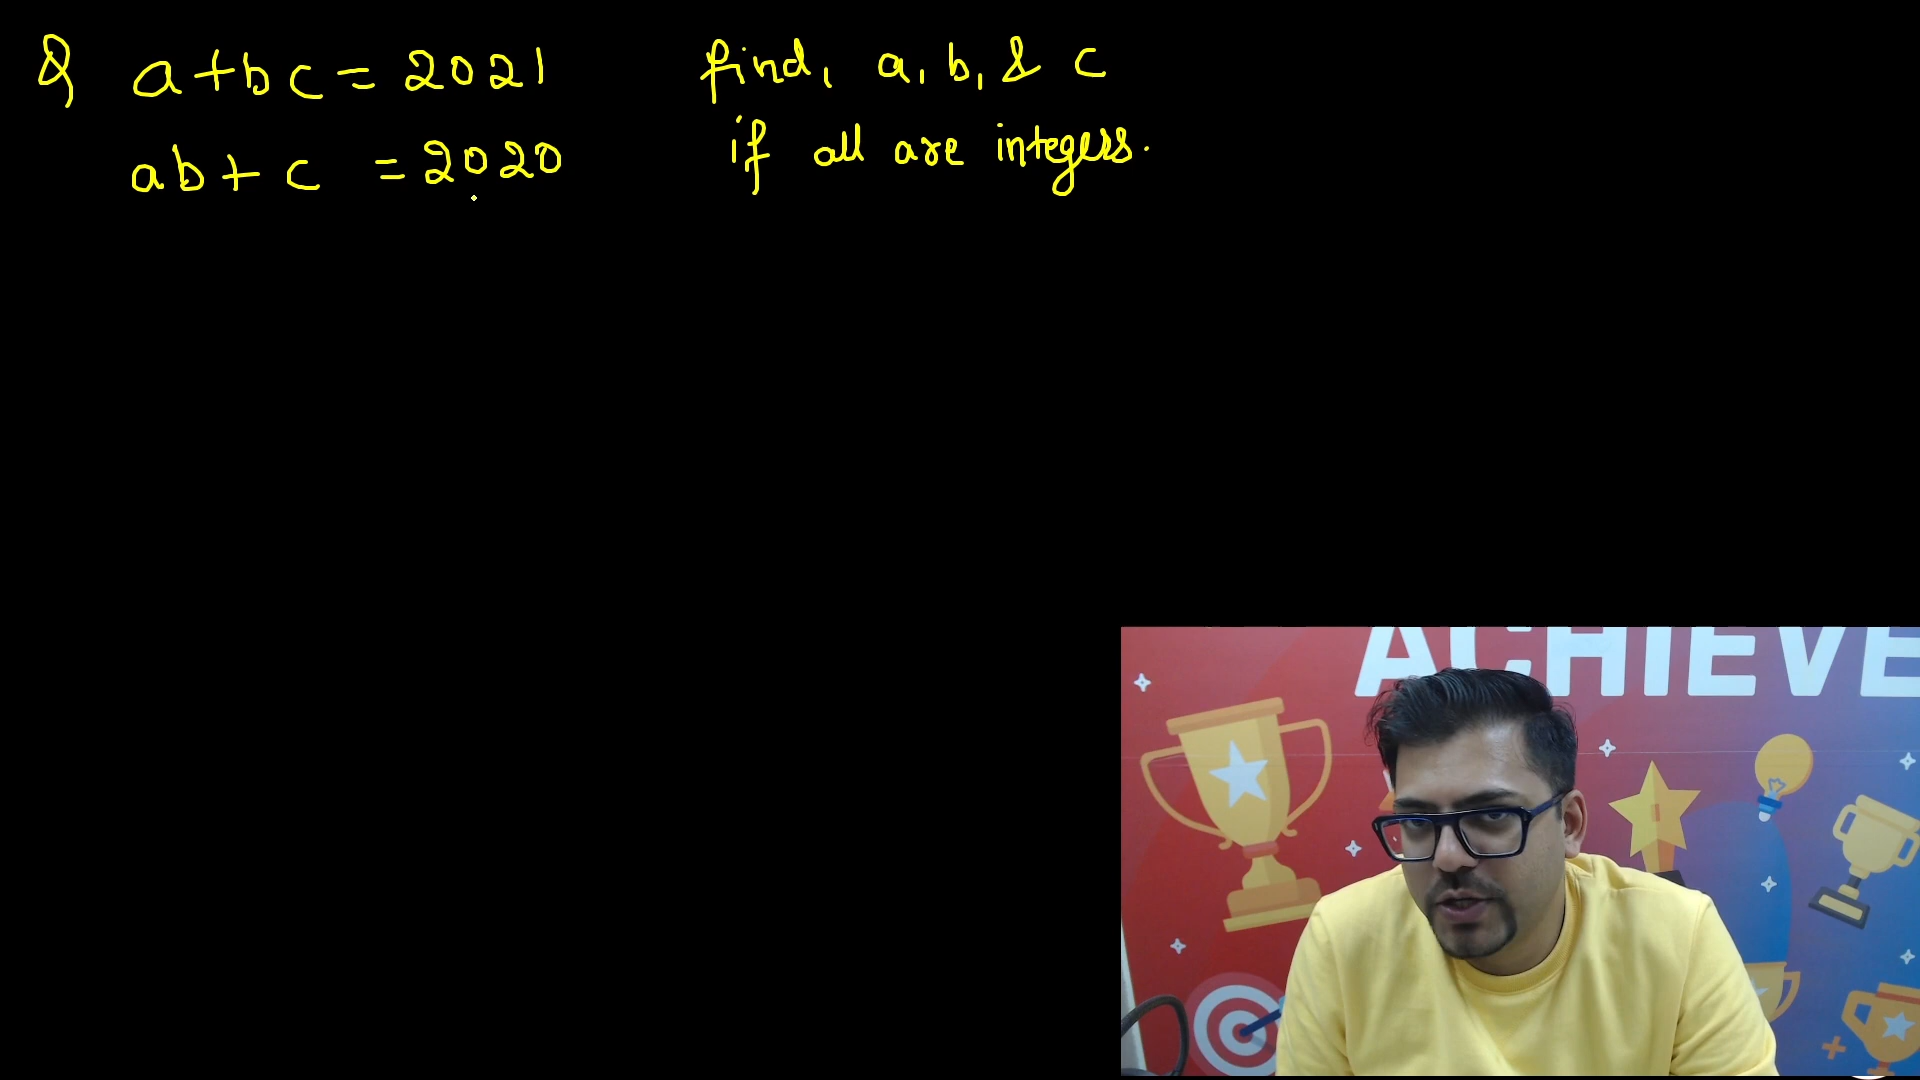 Q a + bc = 2021 find, a, b, & c
ab + c = 2020 if all are integers.
ACHIEVE